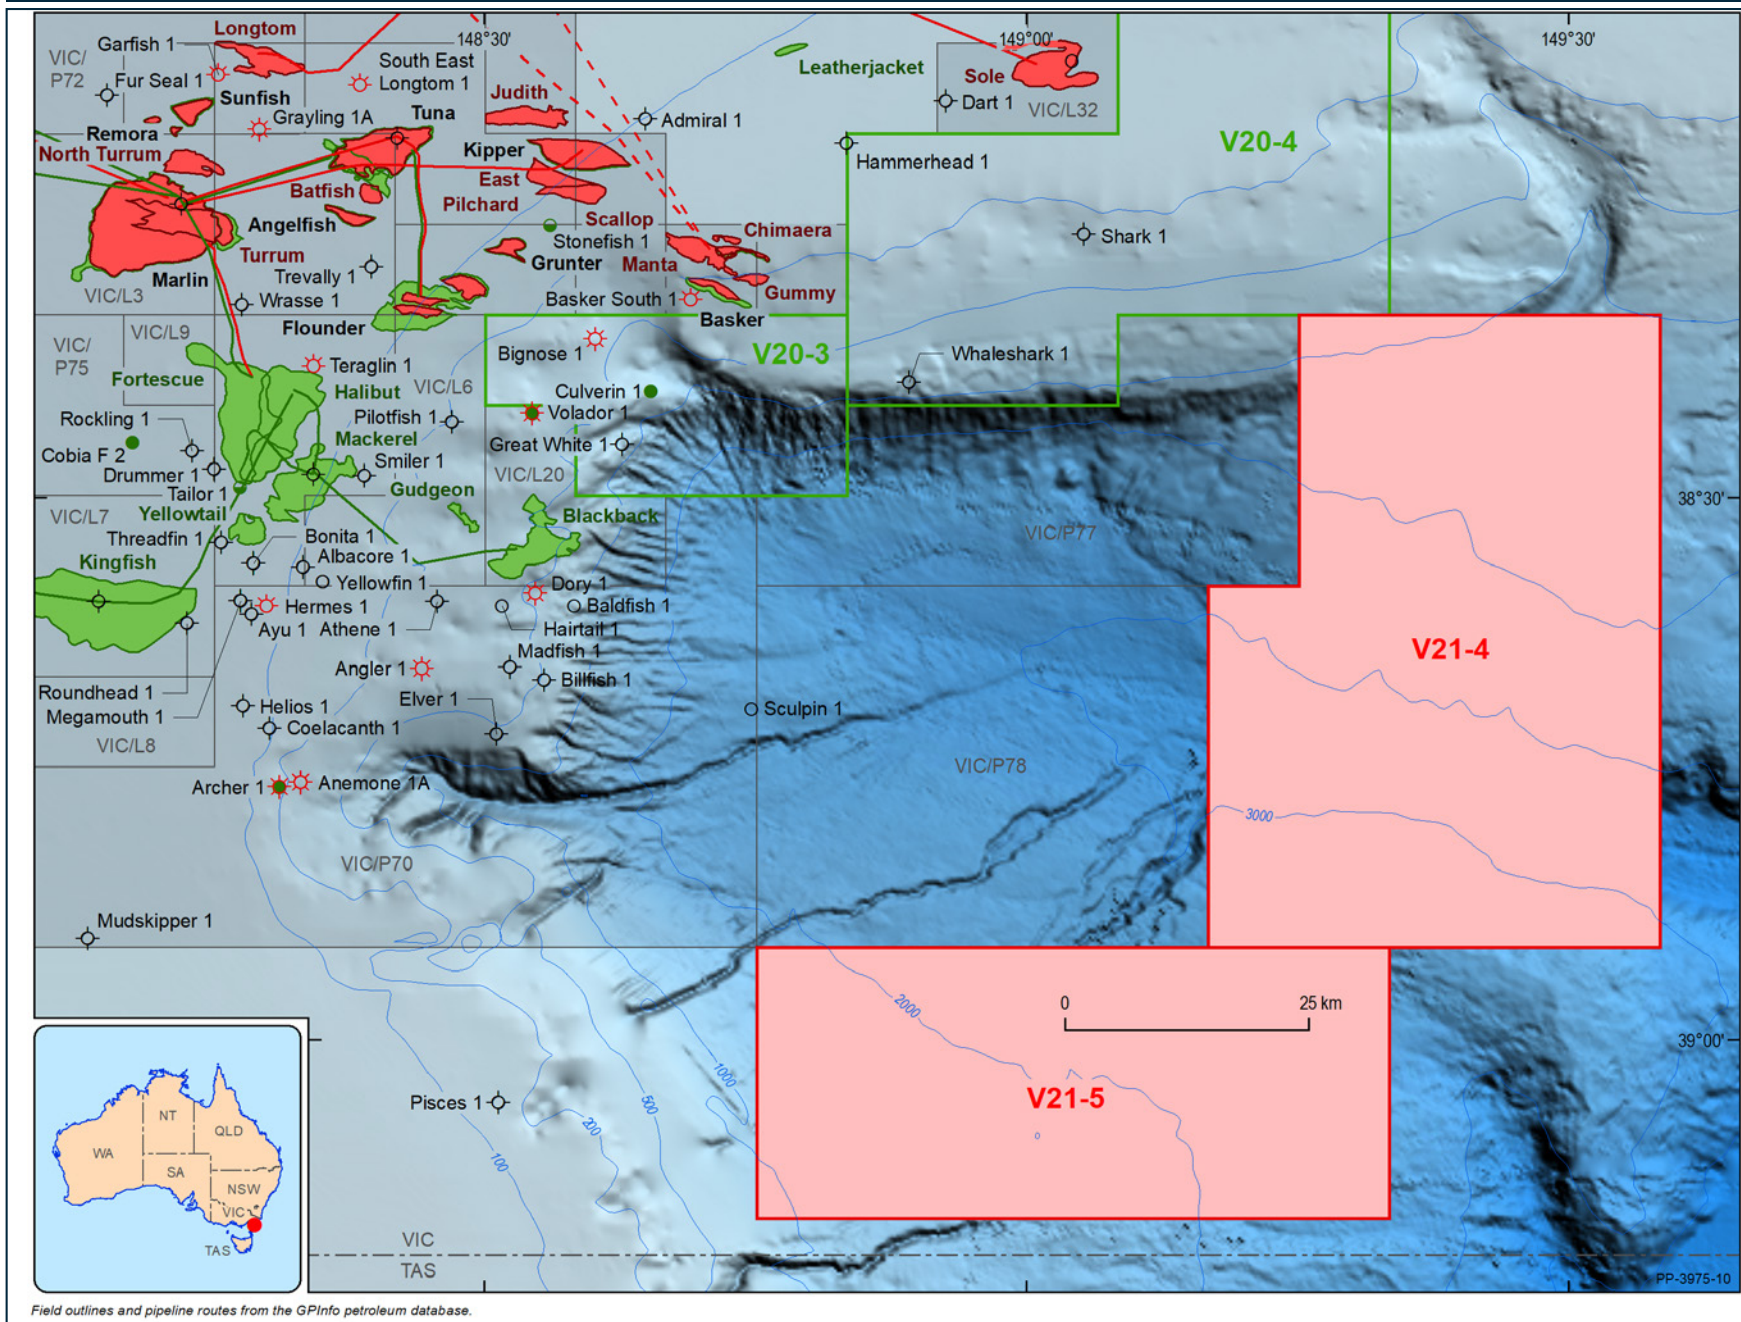 148°30'
149°00'
149°30'
Longtom
Garfish 1
VIC/
P72
Fur Seal 1
South East
Longtom 1
Sunfish
Grayling 1A
Tuna
Judith
Admiral 1
Leatherjacket
Sole
Dart 1
VIC/L32
V20-4
Remora
North Turrum
Kipper
Hammerhead 1
Batfish
East
Pilchard
Angelfish
Scallop
Stonefish 1
Chimaera
Shark 1
Turrum
Grunter
Manta
Marlin
Trevally 1
VIC/L3
Wrasse 1
Basker South 1
Gummy
Flounder
Basker
VIC/L9
VIC/
P75
Bignose 1
V20-3
Whaleshark 1
Teraglin 1
Fortescue
Halibut
VIC/L6
Culverin 1
Rockling 1
Pilotfish 1
Volador 1
Cobia F 2
Mackerel
Great White 1
Drummer 1
Smiler 1
VIC/L20
Tailor 1
Gudgeon
38°30'
Yellowtail
VIC/L7
Blackback
Threadfin 1
Bonita 1
VIC/P77
Kingfish
Albacore 1
Yellowfin 1
Dory 1
Hermes 1
Baldfish 1
Ayu 1
Athene 1
Hairtail 1
Madfish 1
V21-4
Angler 1
Billfish 1
Roundhead 1
Elver 1
Helios 1
Sculpin 1
Megamouth 1
Coelacanth 1
VIC/L8
VIC/P78
Archer 1
Anemone 1A
3000
VIC/P70
Mudskipper 1
0
25 km
2000
39°00'
1000
500
200
100
Pisces 1
V21-5
WA
NT
QLD
SA
NSW
VIC
TAS
VIC
TAS
PP-3975-10
Field outlines and pipeline routes from the GPInfo petroleum database.